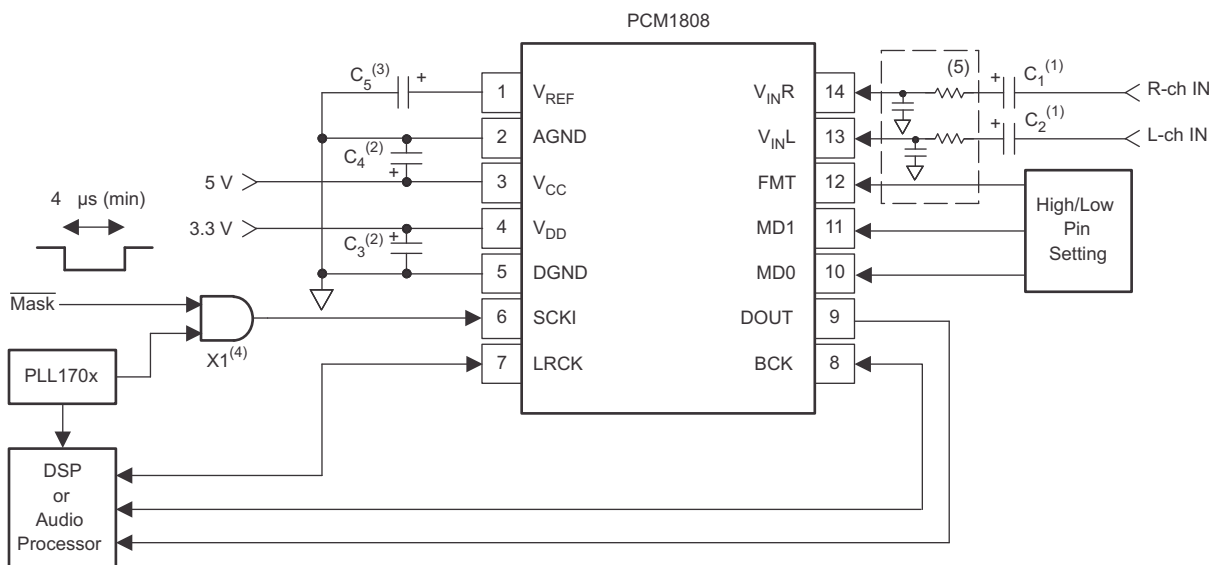 PCM1808
C5(3) +
1 VREF
2 AGND
C4(2)
+
5 V
3 VCC
3.3 V
4 VDD
C3(2)
+
5 DGND
6 SCKI
7 LRCK
VINR 14
VINL 13
FMT 12
MD1 11
MD0 10
DOUT 9
BCK 8
(5)
+ C1(1)
R-ch IN
+ C2(1)
L-ch IN
High/Low
Pin
Setting
4 µs (min)
Mask
X1(4)
PLL170x
DSP
or
Audio
Processor